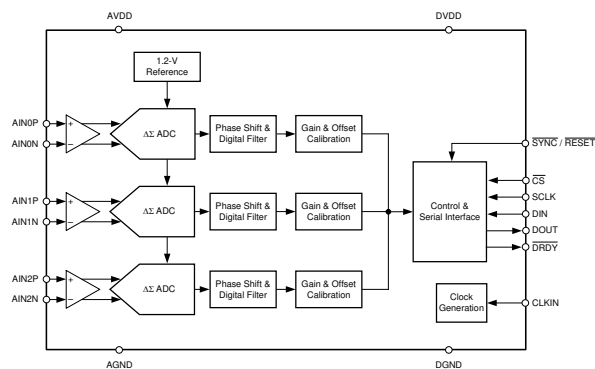 AVDD
DVDD
1.2-V
Reference
AIN0P
AIN0N
+
−
ΔΣ ADC
Phase Shift &
Digital Filter
Gain & Offset
Calibration
SYNC / RESET
AIN1P
AIN1N
+
−
ΔΣ ADC
Phase Shift &
Digital Filter
Gain & Offset
Calibration
Control &
Serial Interface
CS
SCLK
DIN
DOUT
DRDY
AIN2P
AIN2N
+
−
ΔΣ ADC
Phase Shift &
Digital Filter
Gain & Offset
Calibration
Clock
Generation
CLKIN
AGND
DGND